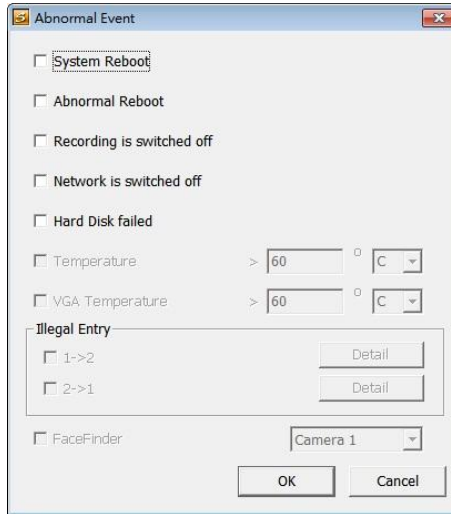 Abnormal Event
System Reboot
Abnormal Reboot
Recording is switched off
Network is switched off
Hard Disk failed
Temperature > 60 ° C
VGA Temperature > 60 ° C
Illegal Entry
1->2 Detail
2->1 Detail
FaceFinder Camera 1
OK Cancel